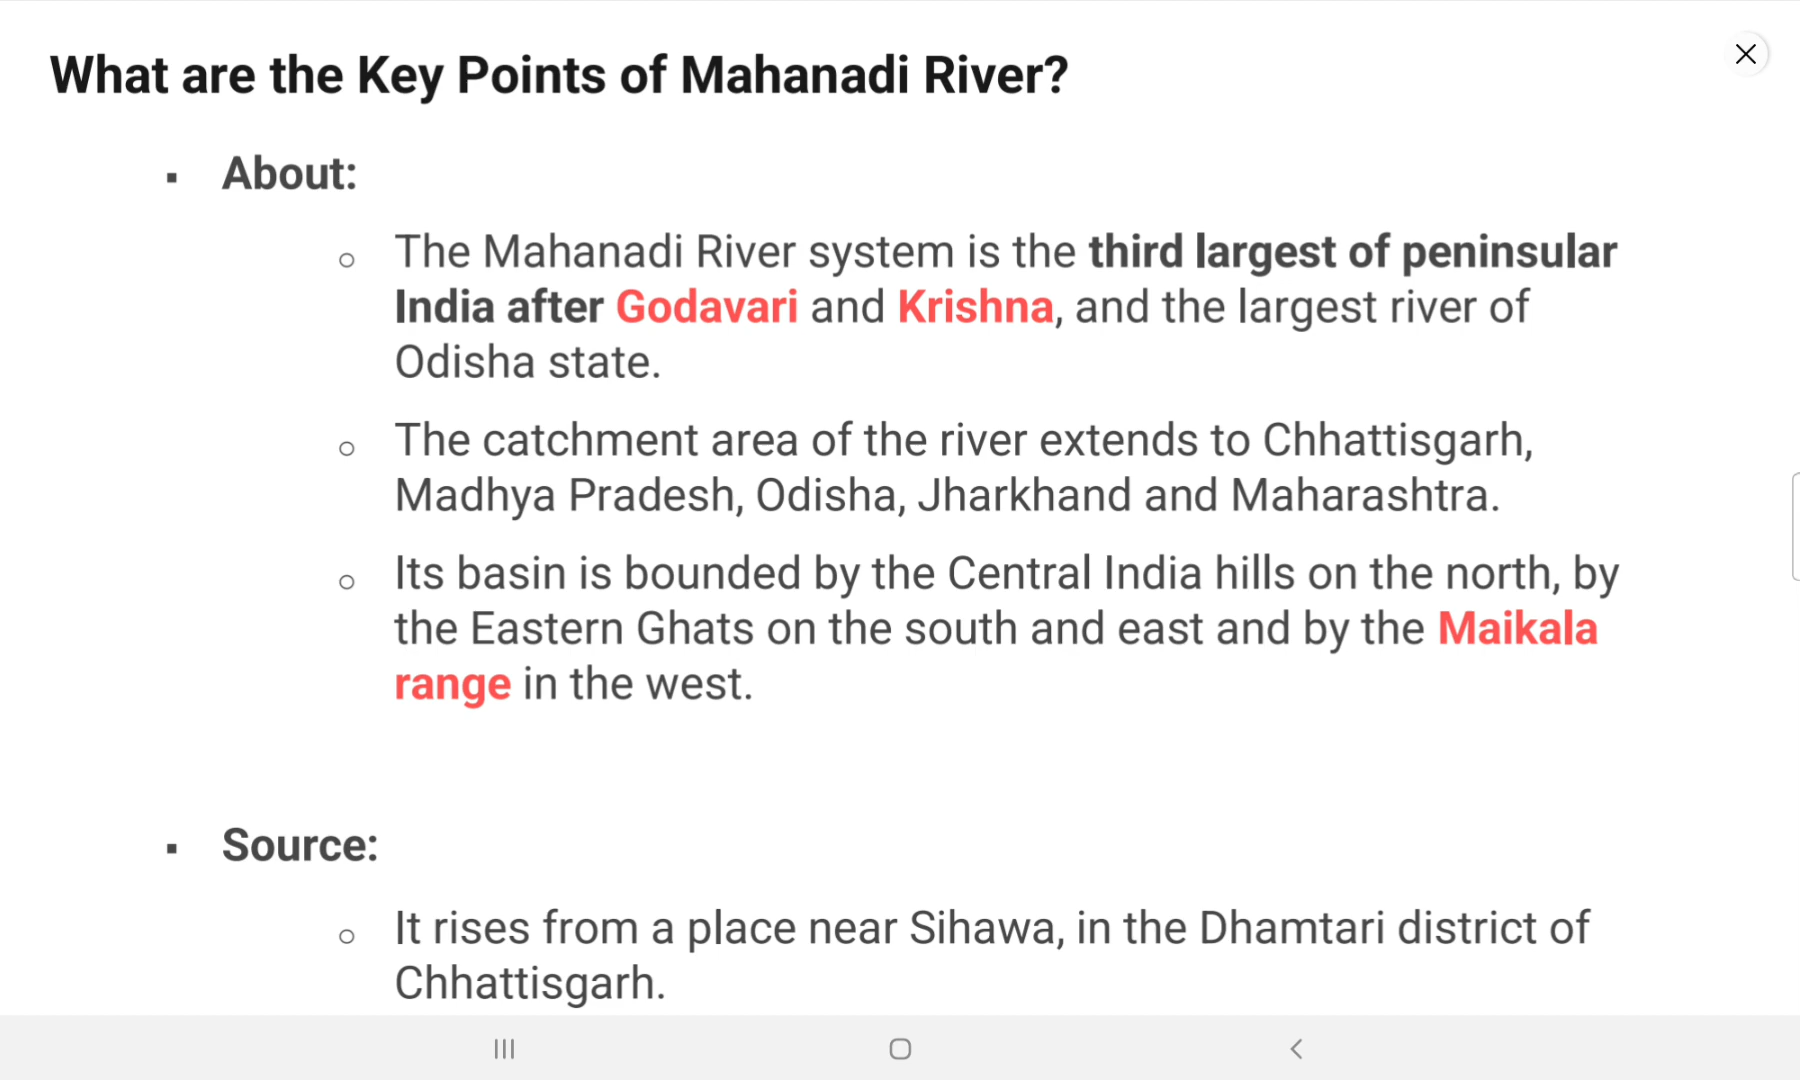 What are the Key Points of Mahanadi River?
▪ About:
○ The Mahanadi River system is the third largest of peninsular
India after Godavari and Krishna, and the largest river of
Odisha state.
○ The catchment area of the river extends to Chhattisgarh,
Madhya Pradesh, Odisha, Jharkhand and Maharashtra.
○ Its basin is bounded by the Central India hills on the north, by
the Eastern Ghats on the south and east and by the Maikala
range in the west.
▪ Source:
○ It rises from a place near Sihawa, in the Dhamtari district of
Chhattisgarh.